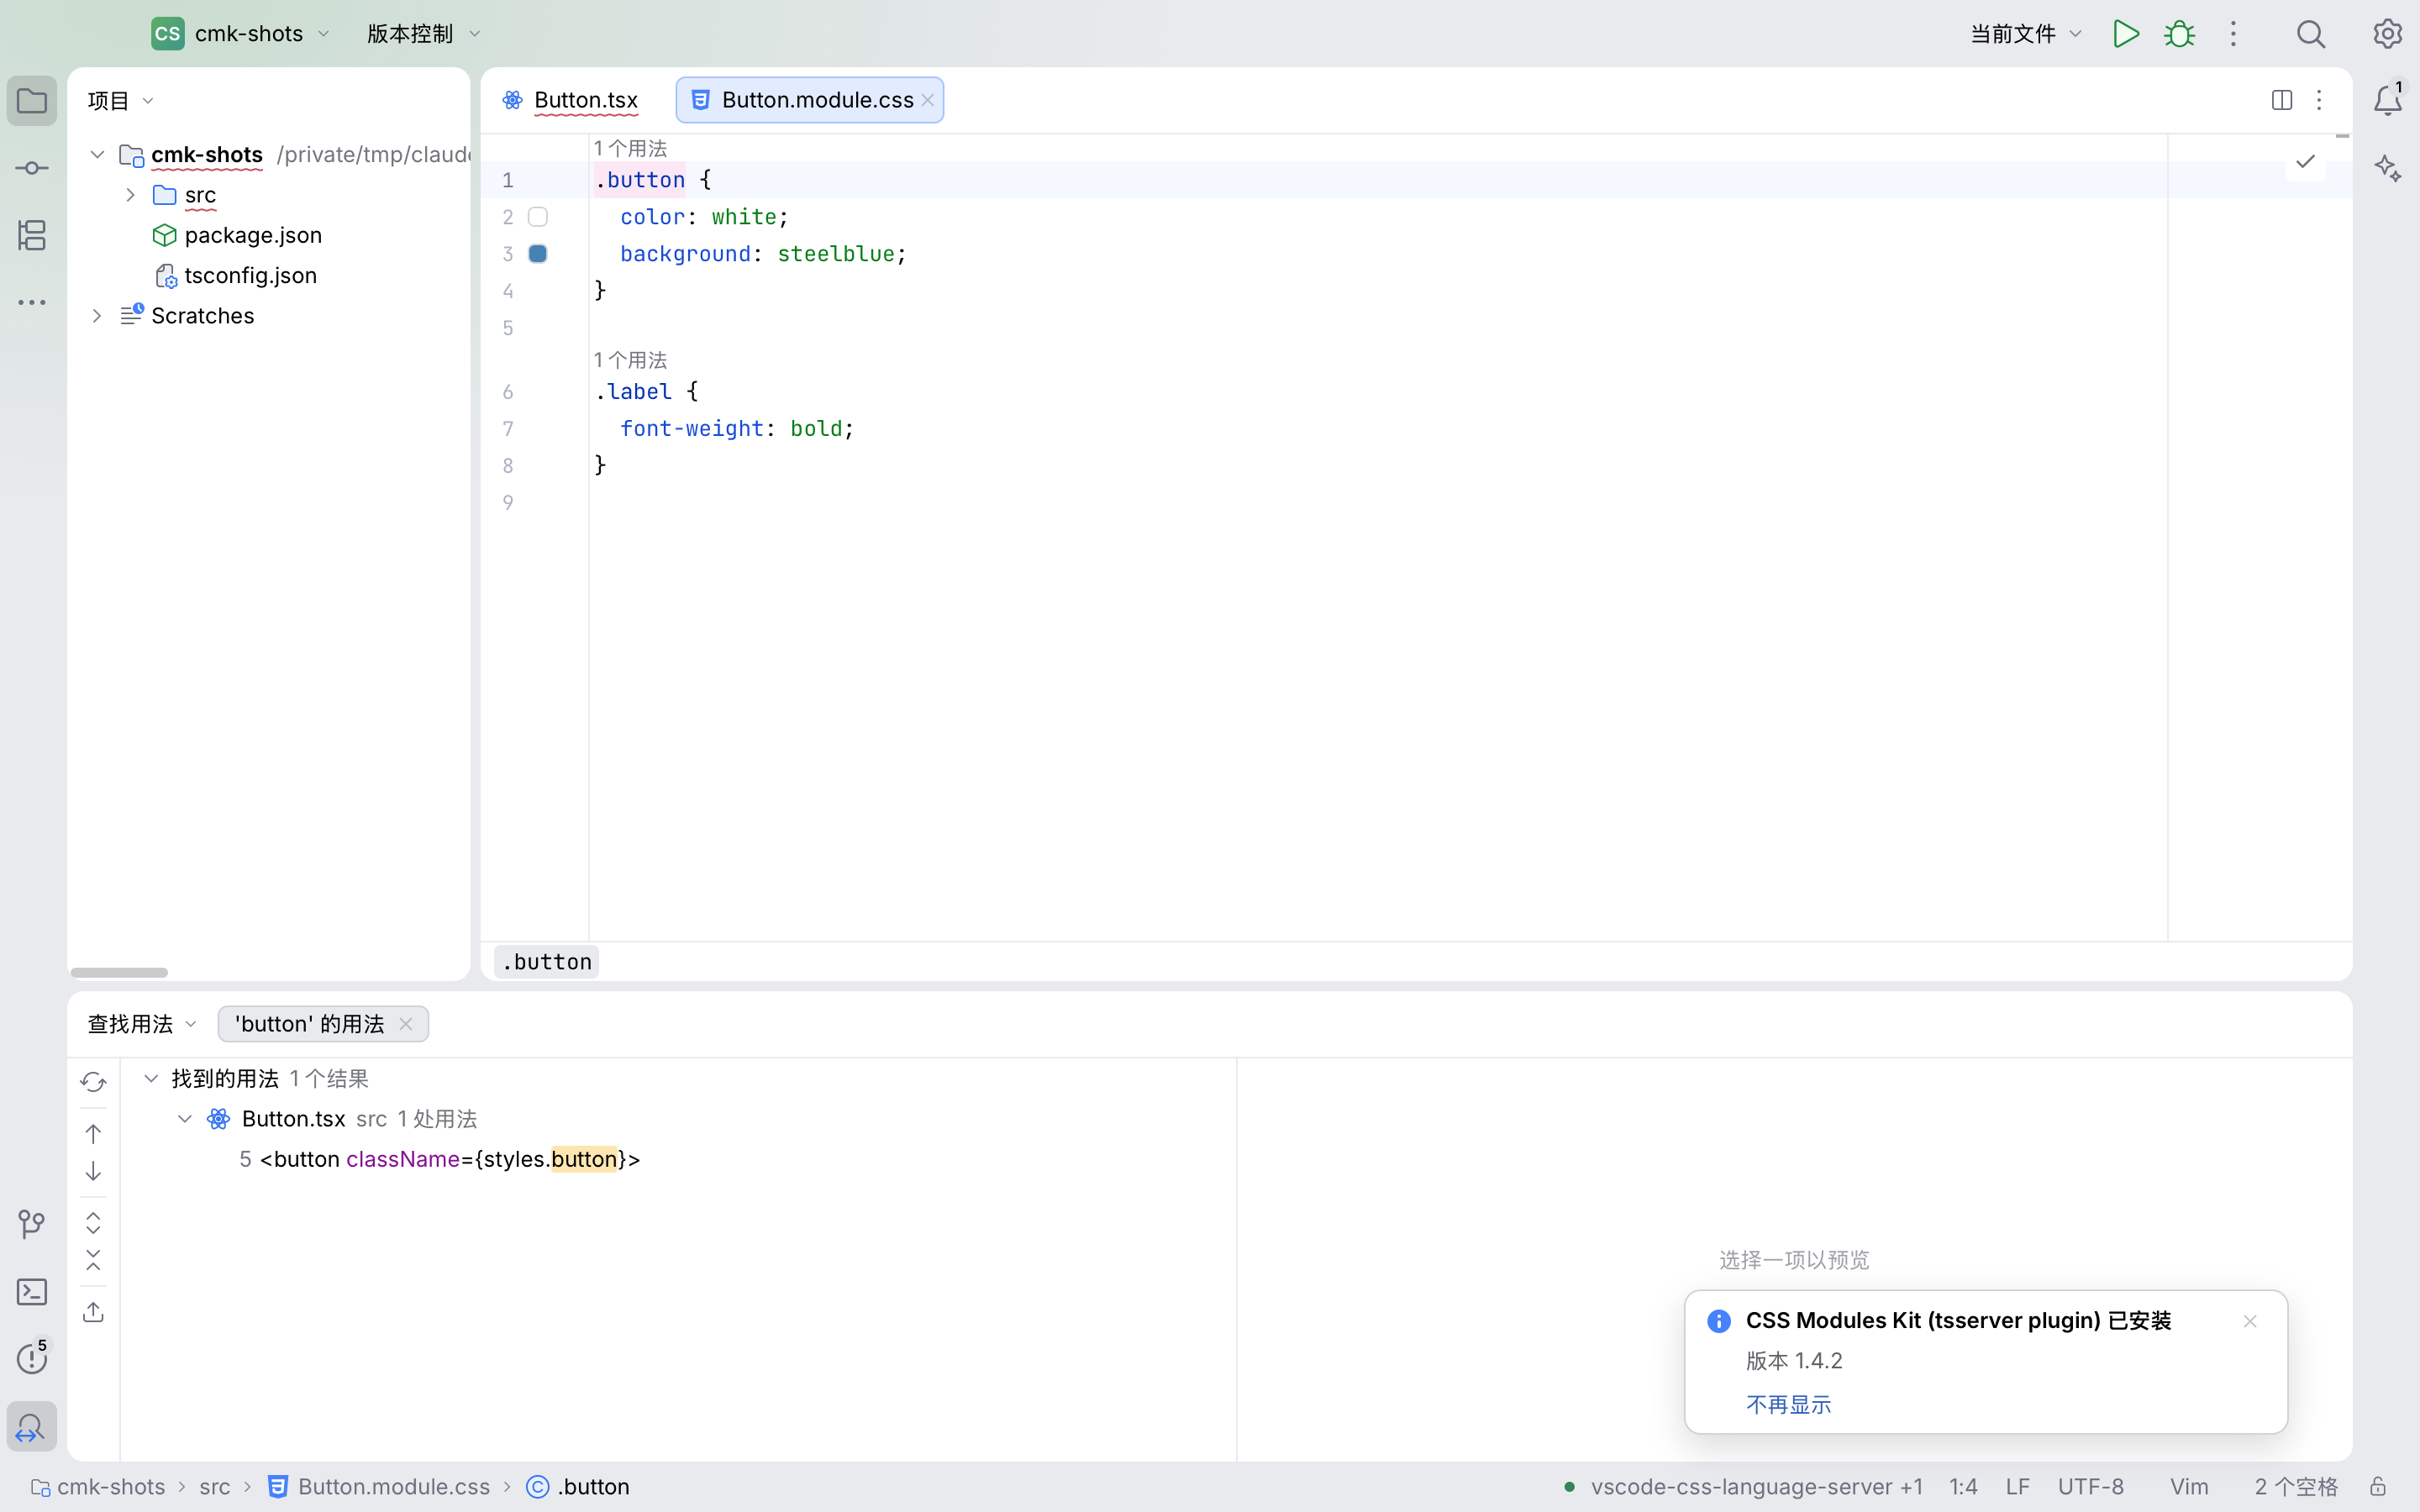 CS cmk-shots 版本控制 当前文件
项目
Button.tsx Button.module.css
1
cmk-shots /private/tmp/claude
src
package.json
tsconfig.json
Scratches
1 个用法
1 .button {
2 color: white;
3 background: steelblue;
4 }
5
1 个用法
6 .label {
7 font-weight: bold;
8 }
9
.button
查找用法 'button' 的用法
找到的用法 1 个结果
Button.tsx src 1 处用法
5 <button className={styles.button}>
选择一项以预览
CSS Modules Kit (tsserver plugin) 已安装
版本 1.4.2
不再显示
5
cmk-shots › src › Button.module.css › .button
vscode-css-language-server +1 1:4 LF UTF-8 Vim 2 个空格